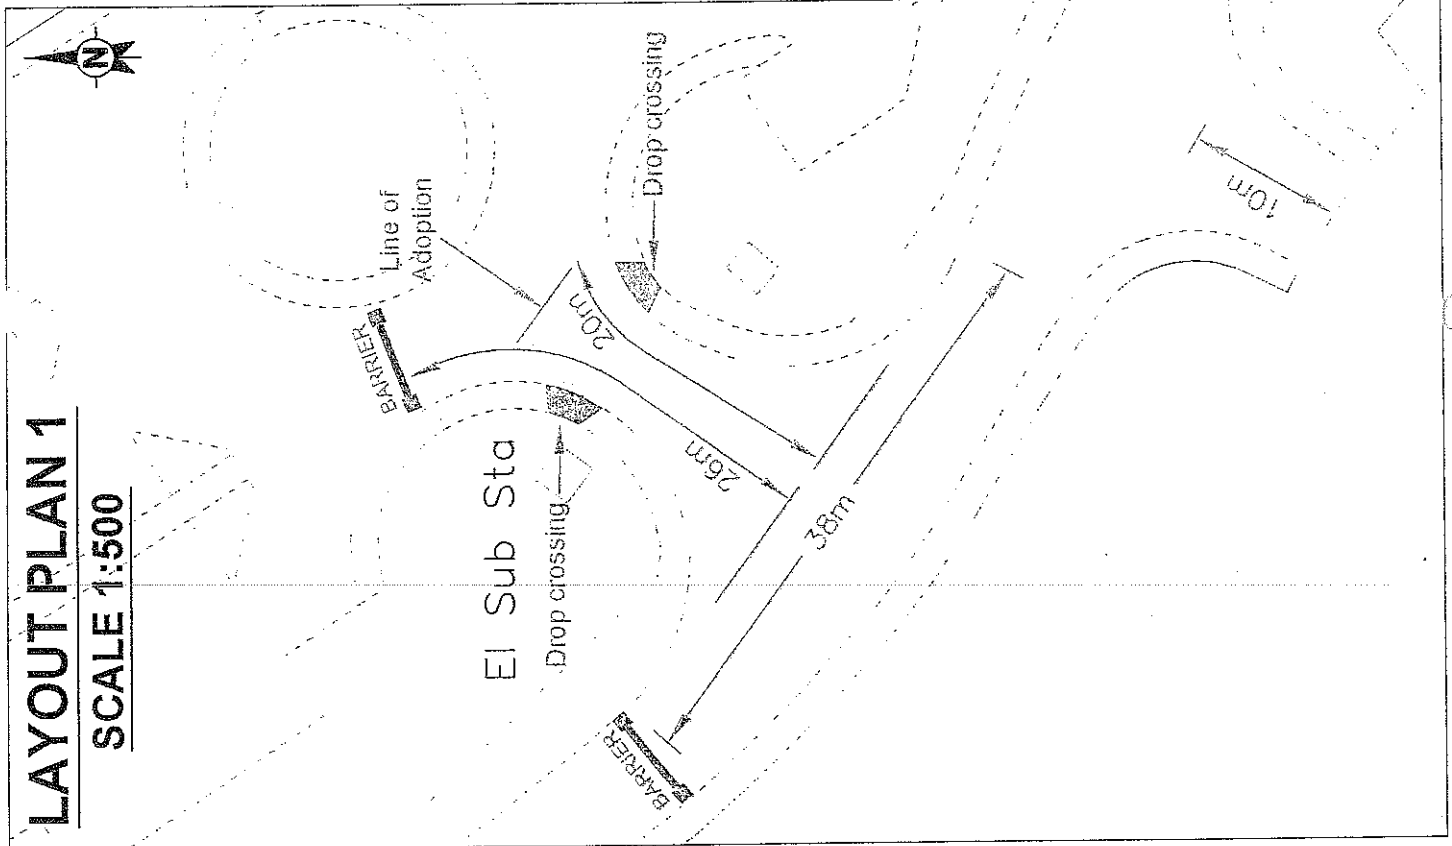 LAYOUT PLAN 1
SCALE 1:500
N
BARRIER
Line of
Adoption
Drop crossing
20m
26m
El Sub Sta
Drop crossing
38m
BARRIER
10m